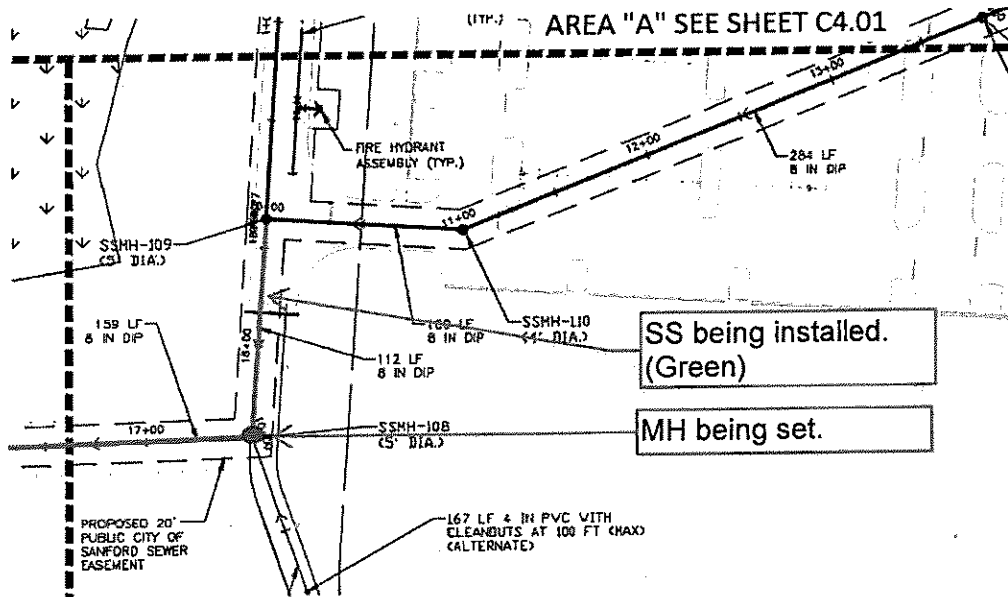 (TYP.)
AREA "A" SEE SHEET C4.01
13+00
FIRE HYDRANT
ASSEMBLY (TYP.)
12+00
284 LF
8 IN DIP
11+00
SSMH-109
(5' DIA.)
SSMH-110
(4' DIA.)
100 LF
8 IN DIP
SS being installed.
(Green)
159 LF
8 IN DIP
18+00
112 LF
8 IN DIP
17+00
SSMH-108
(5' DIA.)
MH being set.
PROPOSED 20'
PUBLIC CITY OF
SANFORD SEWER
EASEMENT
167 LF 4 IN PVC WITH
CLEANOUTS AT 100 FT (MAX)
(ALTERNATE)